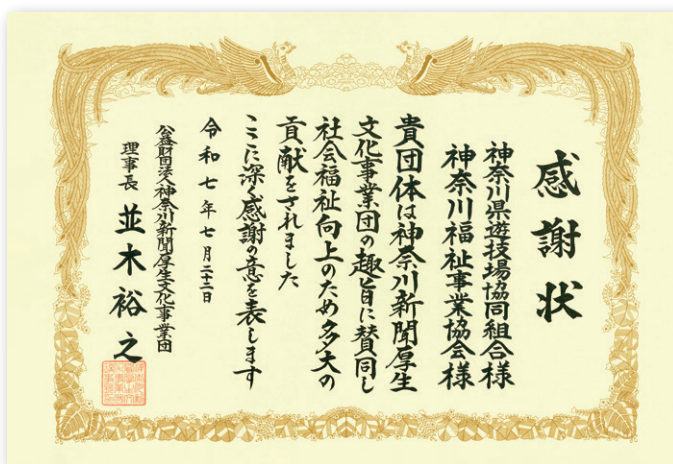 感謝状
神奈川県遊技場協同組合様
神奈川福祉事業協会様
貴団体は神奈川新聞厚生
文化事業団の趣旨に賛同し
社会福祉向上のため多大の
貢献をされました
ここに深く感謝の意を表します
令和七年七月二十二日
公益財団法人神奈川新聞厚生文化事業団
理事長 並木裕之